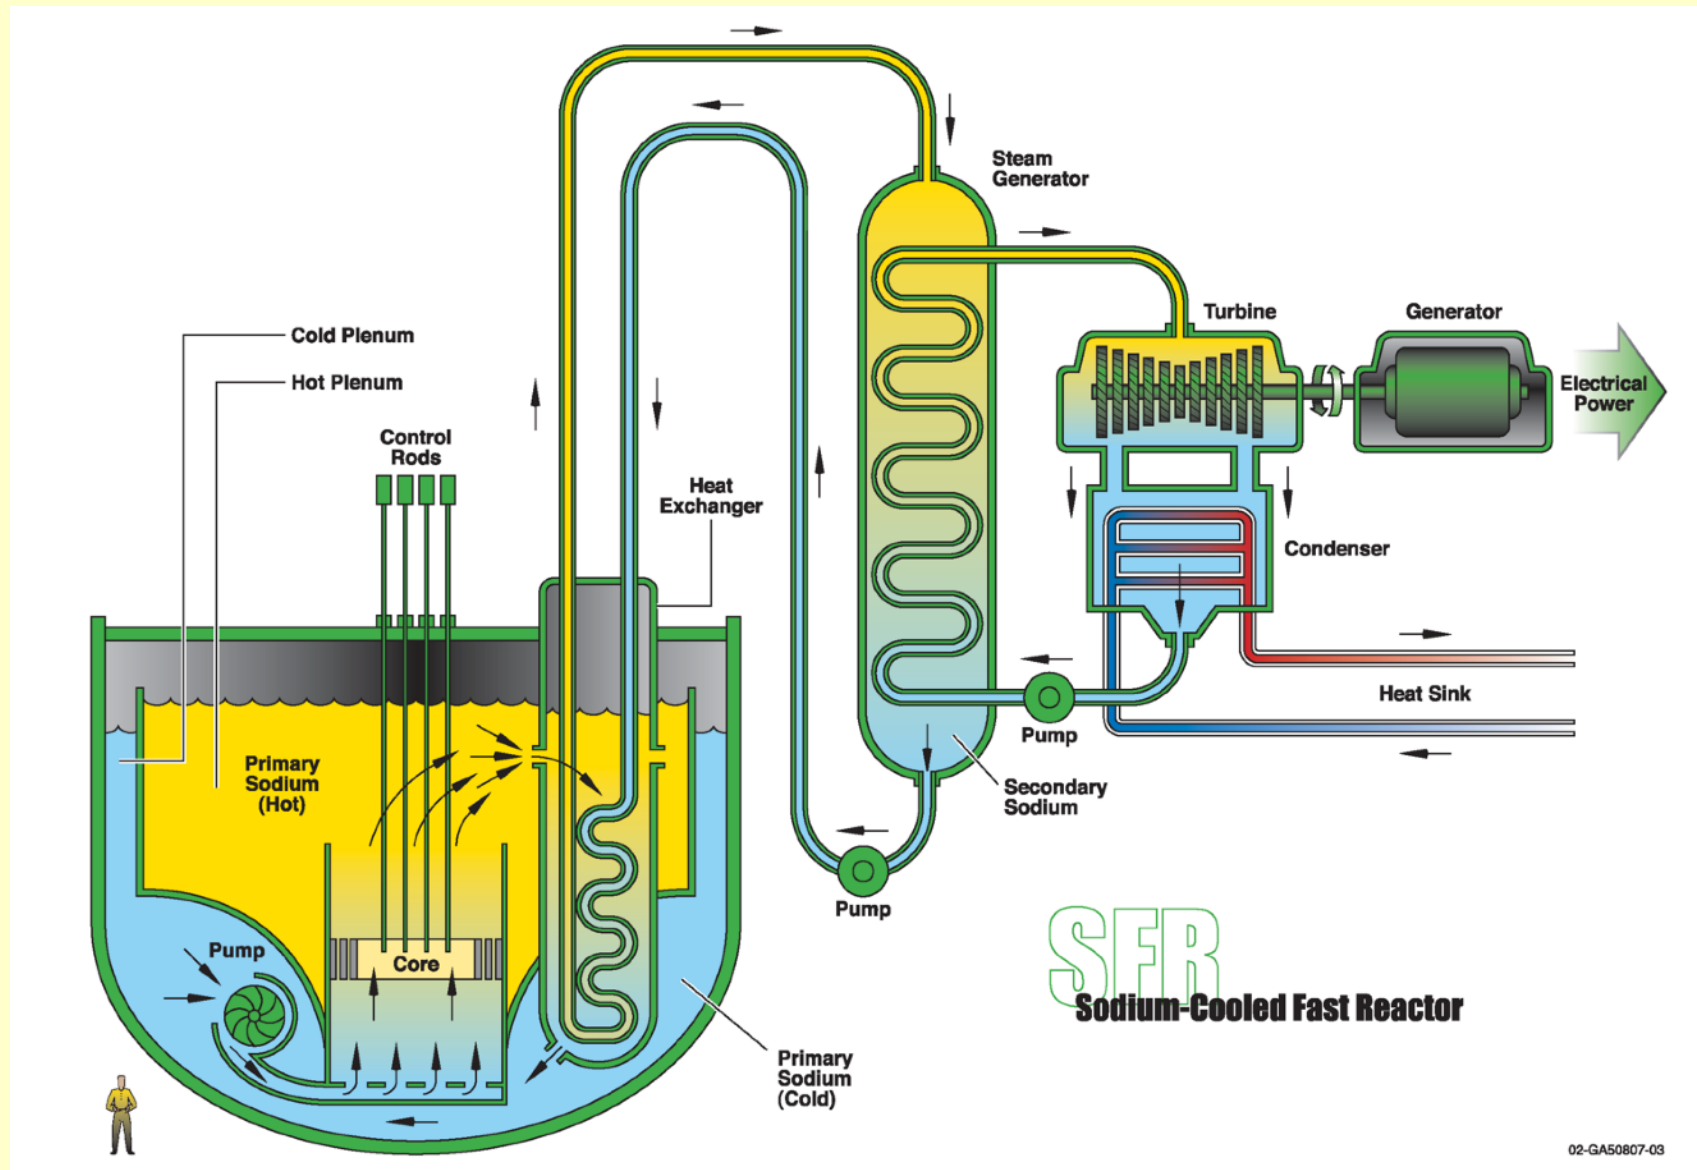 Steam
Generator
Turbine
Generator
Cold Plenum
Hot Plenum
Electrical
Power
Control
Rods
Heat
Exchanger
Condenser
Heat Sink
Pump
Primary
Sodium
(Hot)
Secondary
Sodium
Pump
Pump
Core
SFR
Sodium-Cooled Fast Reactor
Primary
Sodium
(Cold)
02-GA50807-03